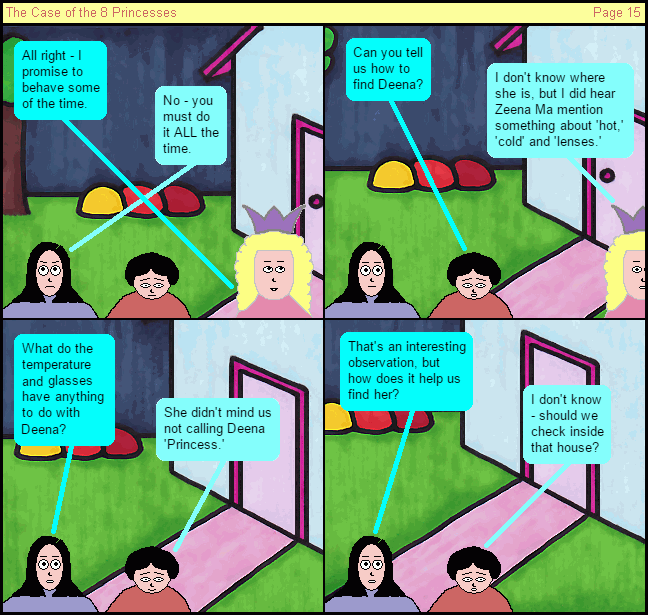 The Case of the 8 Princesses
Page 15
All right - I
promise to
behave some
of the time.
No - you
must do
it ALL the
time.
Can you tell
us how to
find Deena?
I don't know where
she is, but I did hear
Zeena Ma mention
something about 'hot,'
'cold' and 'lenses.'
What do the
temperature
and glasses
have anything
to do with
Deena?
She didn't mind us
not calling Deena
'Princess.'
That's an interesting
observation, but
how does it help us
find her?
I don't know
- should we
check inside
that house?